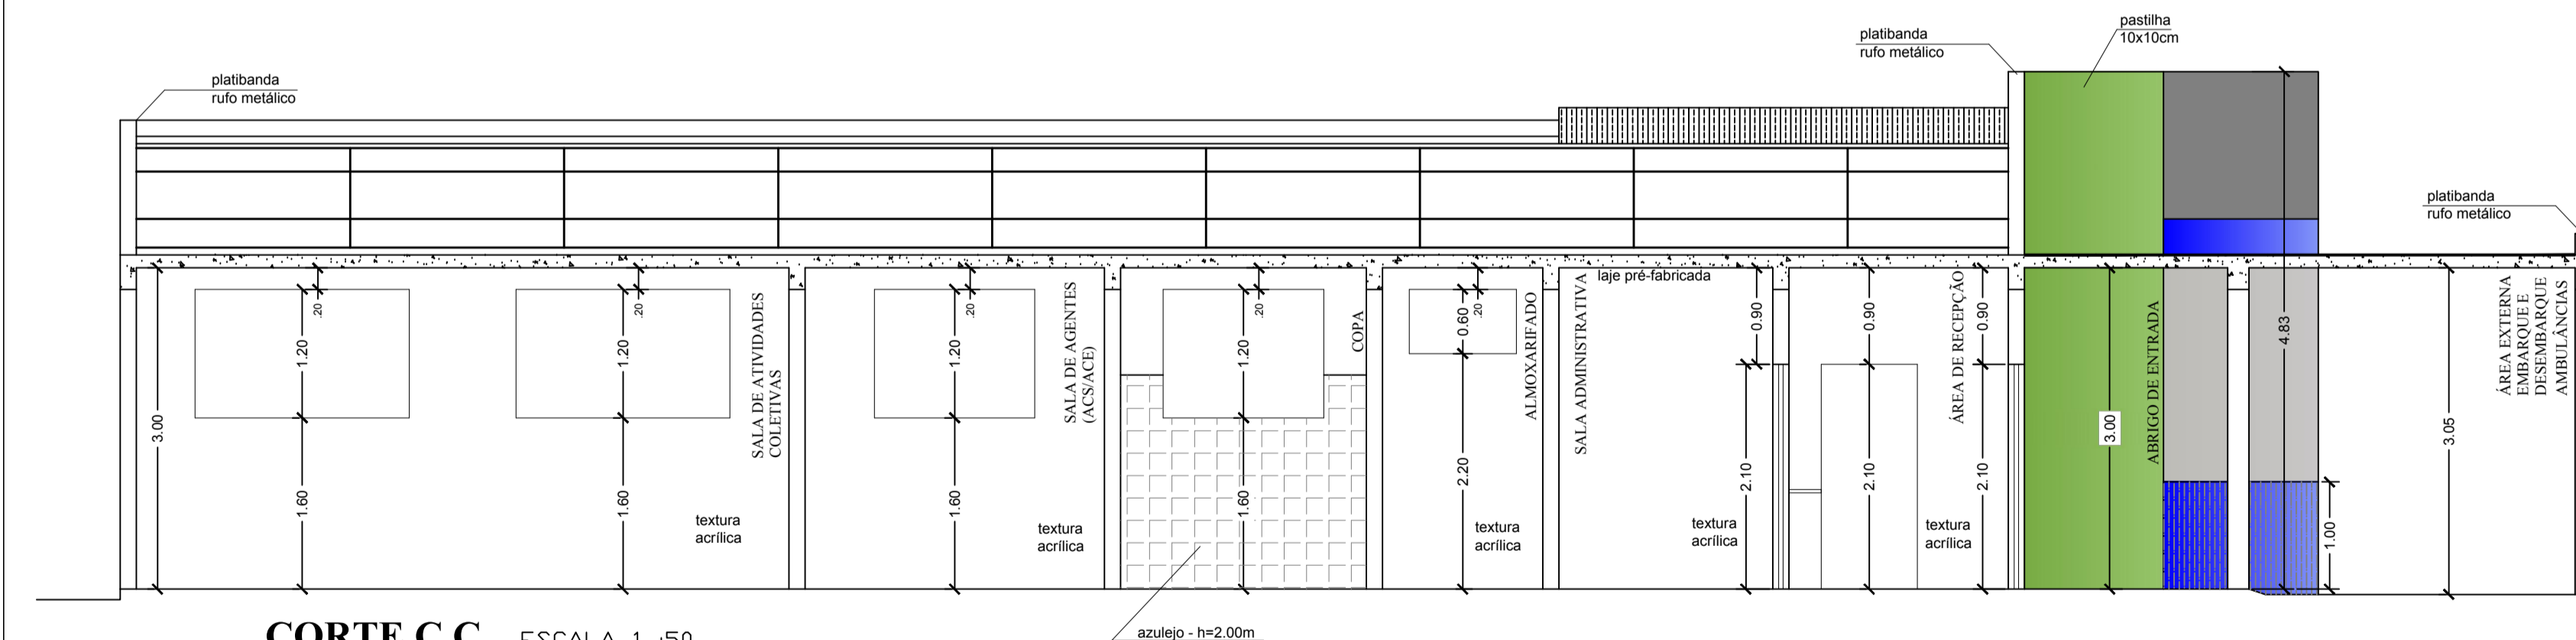 platibanda
rufo metálico
platibanda
rufo metálico
pastilha
10x10cm
platibanda
rufo metálico
laje pré-fabricada
3.00
.20
1.20
1.60
.20
1.20
1.60
SALA DE ATIVIDADES
COLETIVAS
textura
acrílica
.20
1.20
1.60
SALA DE AGENTES
(ACS/ACE)
textura
acrílica
.20
1.20
1.60
COPA
.20
0.60
2.20
ALMOXARIFADO
textura
acrílica
SALA ADMINISTRATIVA
0.90
2.10
textura
acrílica
0.90
2.10
ÁREA DE RECEPÇÃO
0.90
2.10
textura
acrílica
3.00
ABRIGO DE ENTRADA
4.83
1.00
3.05
ÁREA EXTERNA
EMBARQUE E
DESEMBARQUE
AMBULÂNCIAS
azulejo - h=2.00m
CORTE C C ESCALA 1 :50